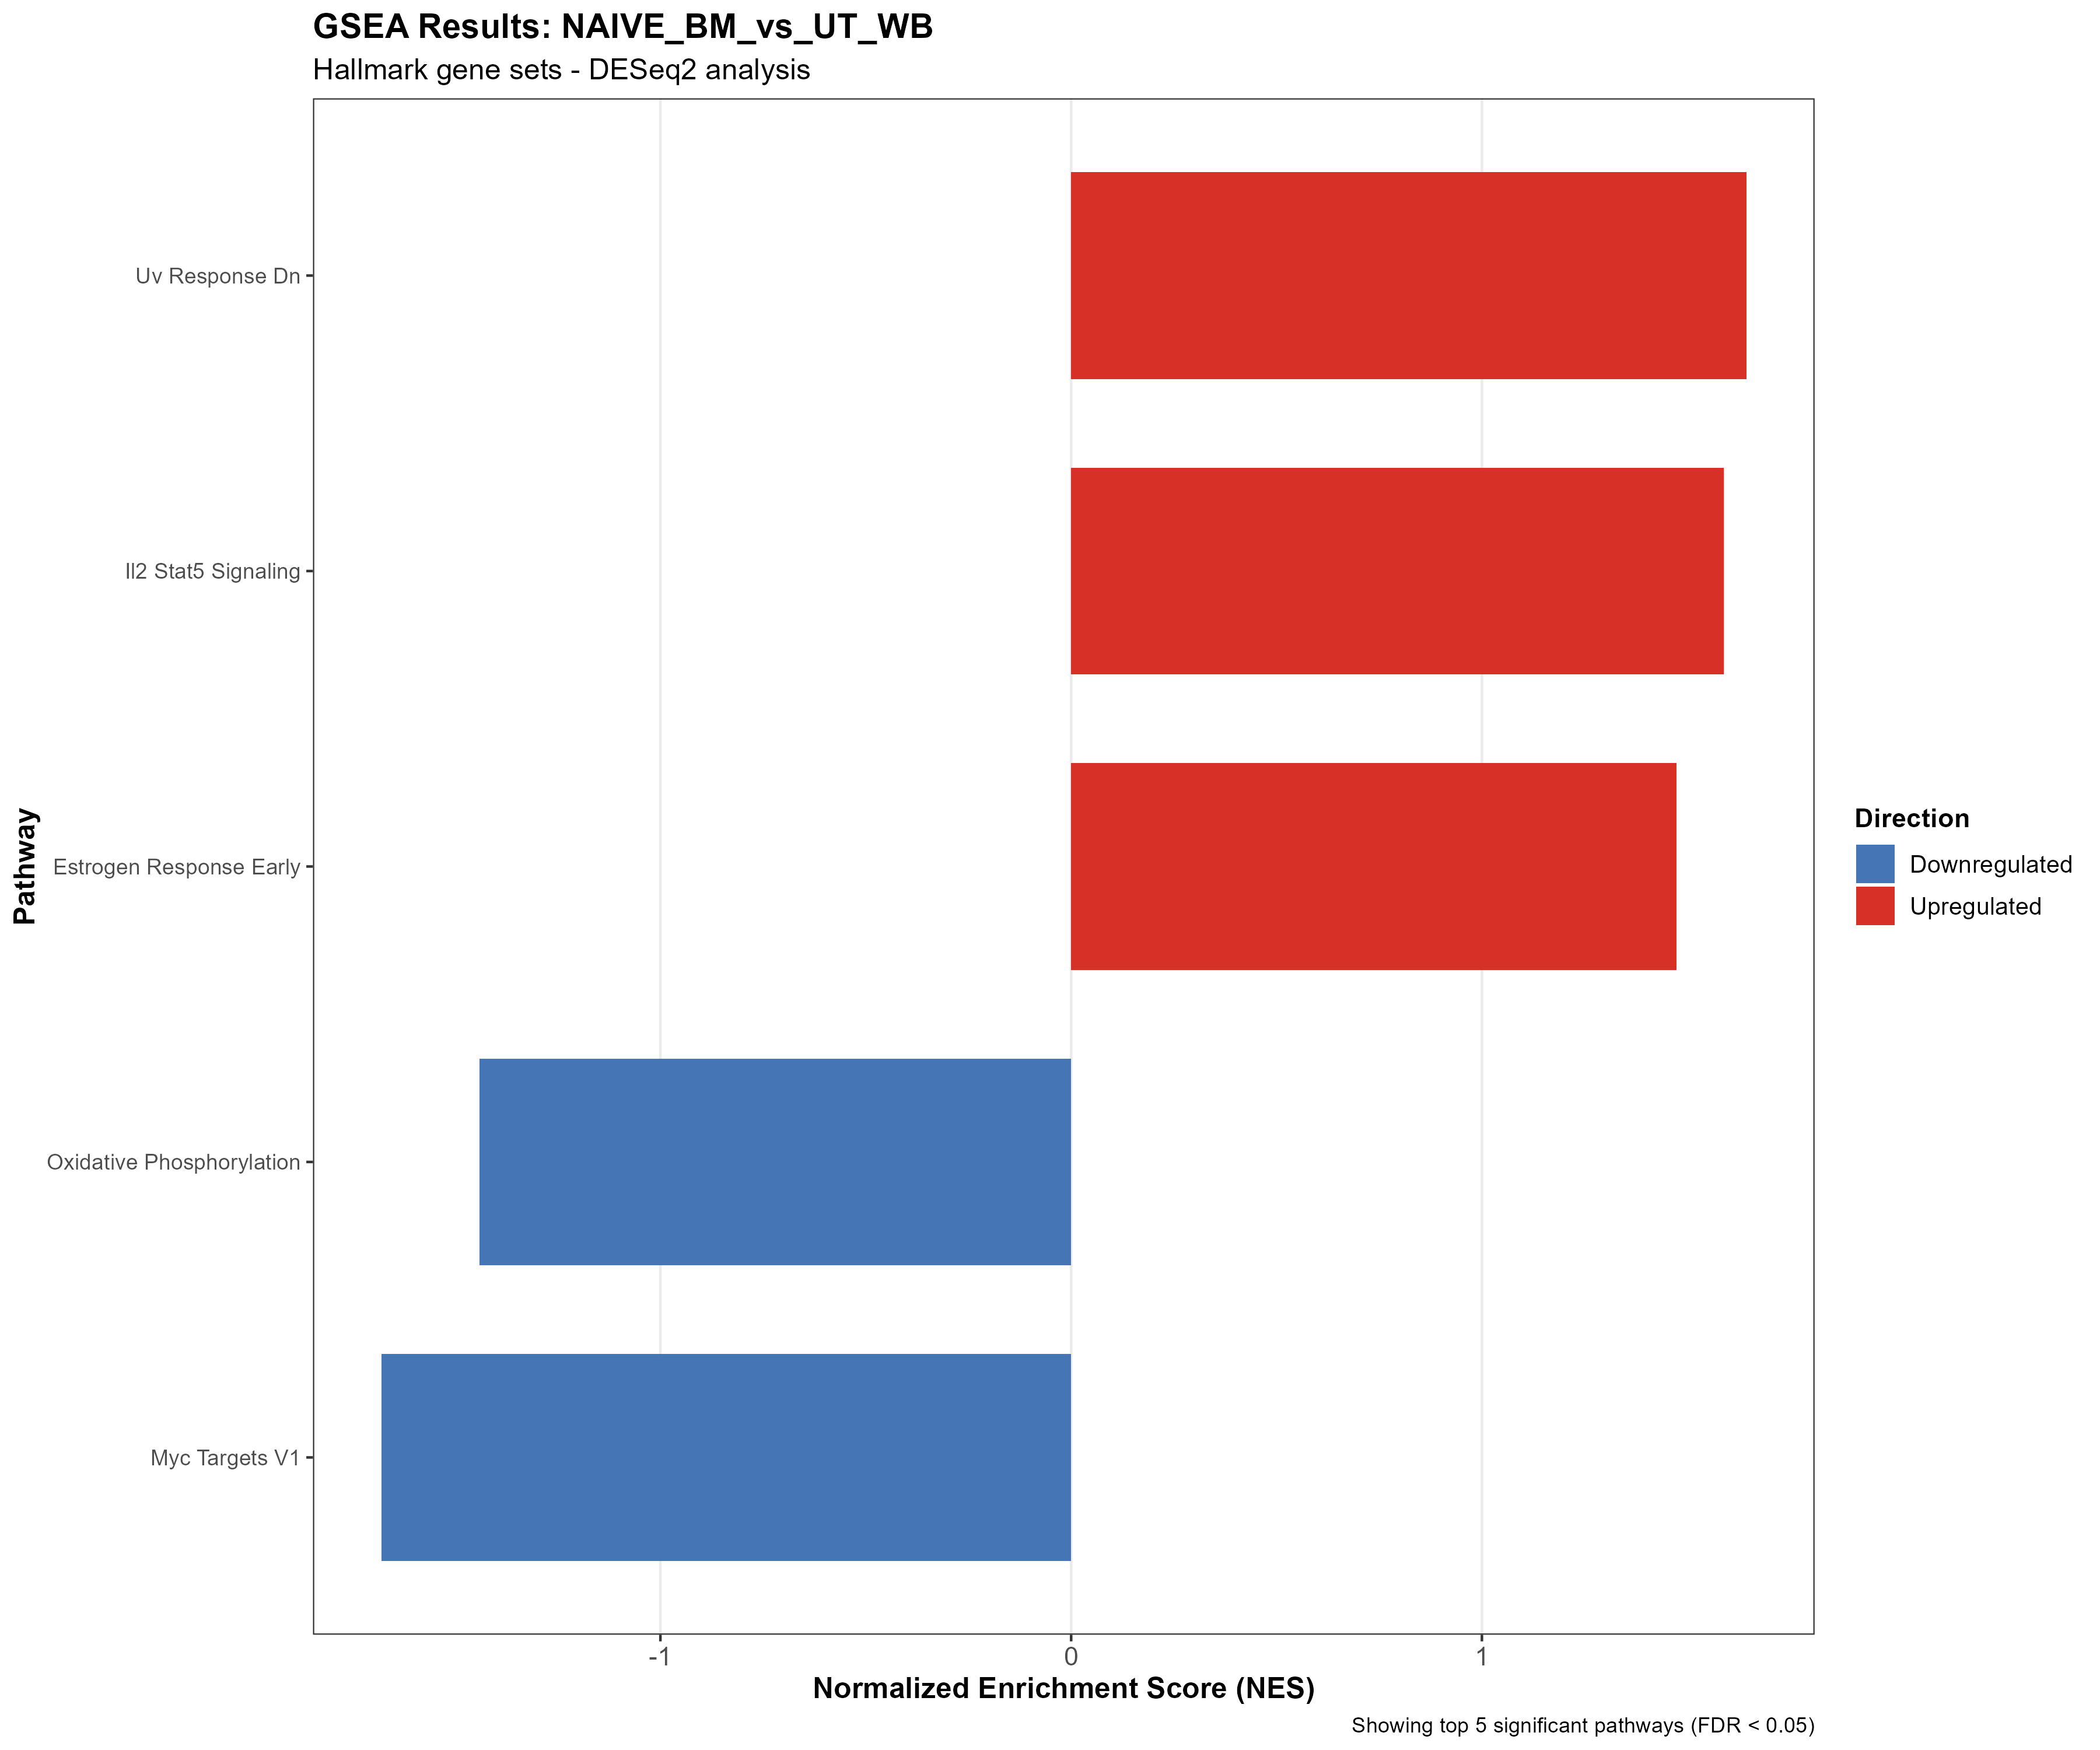 GSEA Results: NAIVE_BM_vs_UT_WB
Hallmark gene sets - DESeq2 analysis
Pathway
Uv Response Dn
Il2 Stat5 Signaling
Estrogen Response Early
Oxidative Phosphorylation
Myc Targets V1
-1
0
1
Normalized Enrichment Score (NES)
Direction
Downregulated
Upregulated
Showing top 5 significant pathways (FDR < 0.05)